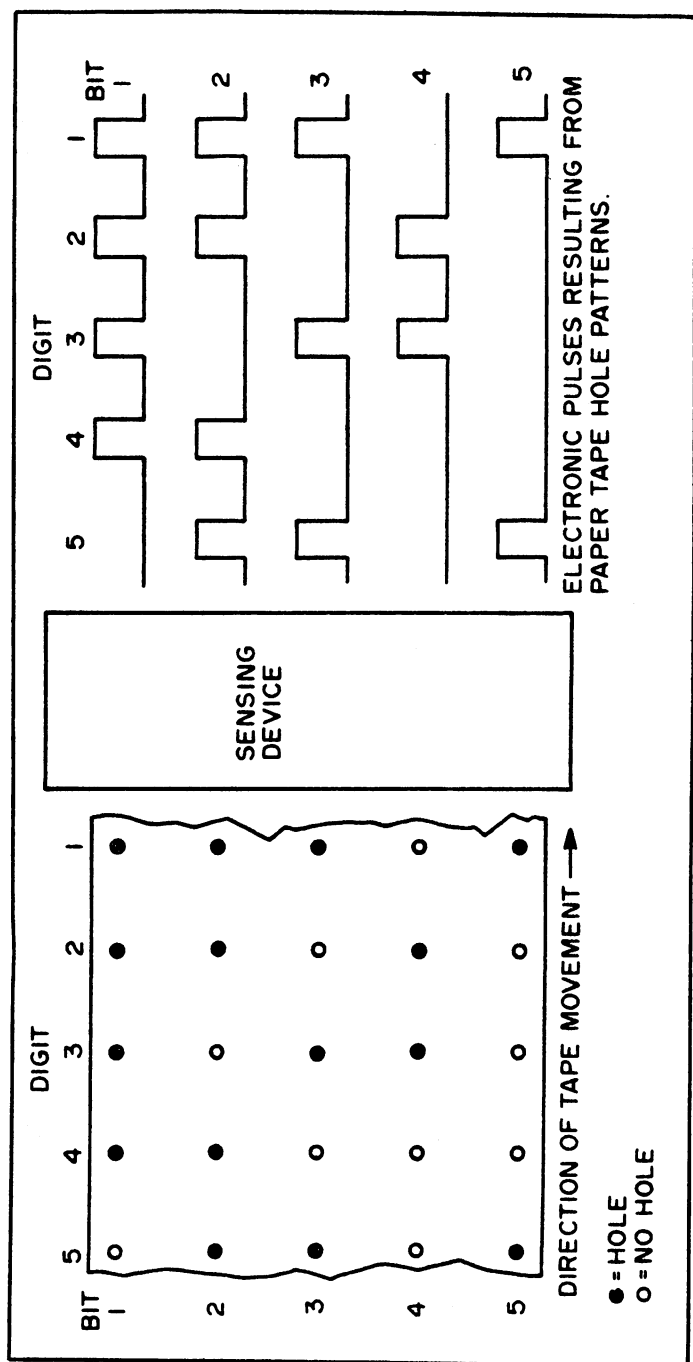 DIGIT
5 4 3 2 1
BIT
1
2
3
4
5
DIRECTION OF TAPE MOVEMENT
= HOLE
= NO HOLE
SENSING
DEVICE
DIGIT
5 4 3 2 1
BIT
1
2
3
4
5
ELECTRONIC PULSES RESULTING FROM
PAPER TAPE HOLE PATTERNS.